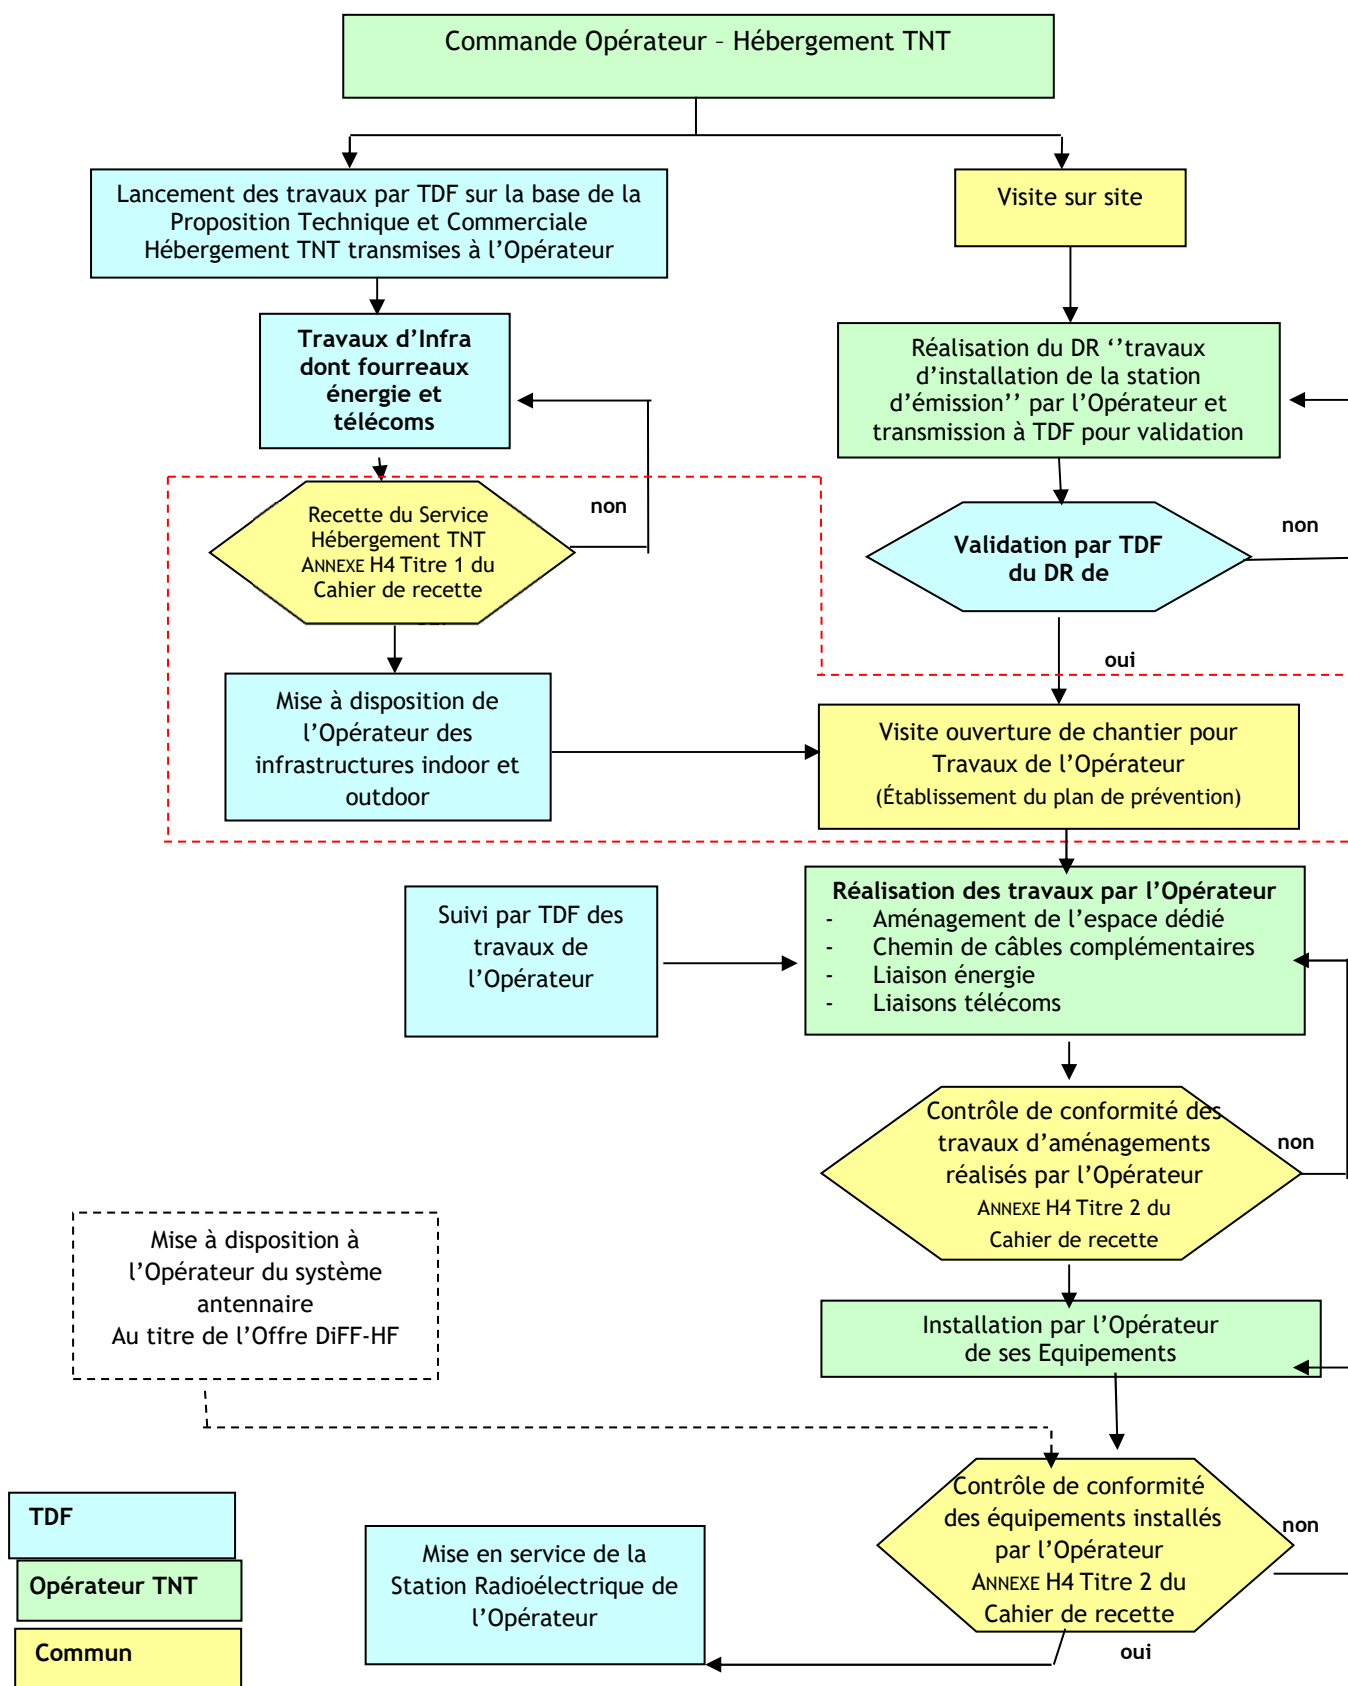 Commande Opérateur – Hébergement TNT
Lancement des travaux par TDF sur la base de la
Proposition Technique et Commerciale
Hébergement TNT transmises à l’Opérateur
Visite sur site
Travaux d’Infra
dont fourreaux
énergie et
télécoms
Réalisation du DR ‘’travaux
d’installation de la station
d’émission’’ par l’Opérateur et
transmission à TDF pour validation
Recette du Service
Hébergement TNT
ANNEXE H4 Titre 1 du
Cahier de recette
non
Validation par TDF
du DR de
non
oui
Mise à disposition de
l’Opérateur des
infrastructures indoor et
outdoor
Visite ouverture de chantier pour
Travaux de l’Opérateur
(Établissement du plan de prévention)
Suivi par TDF des
travaux de
l’Opérateur
Réalisation des travaux par l’Opérateur
- Aménagement de l’espace dédié
- Chemin de câbles complémentaires
- Liaison énergie
- Liaisons télécoms
Contrôle de conformité des
travaux d’aménagements
réalisés par l’Opérateur
ANNEXE H4 Titre 2 du
Cahier de recette
non
Mise à disposition à
l’Opérateur du système
antennaire
Au titre de l’Offre DiFF-HF
Installation par l’Opérateur
de ses Equipements
Contrôle de conformité
des équipements installés
par l’Opérateur
ANNEXE H4 Titre 2 du
Cahier de recette
non
oui
Mise en service de la
Station Radioélectrique de
l’Opérateur
TDF
Opérateur TNT
Commun